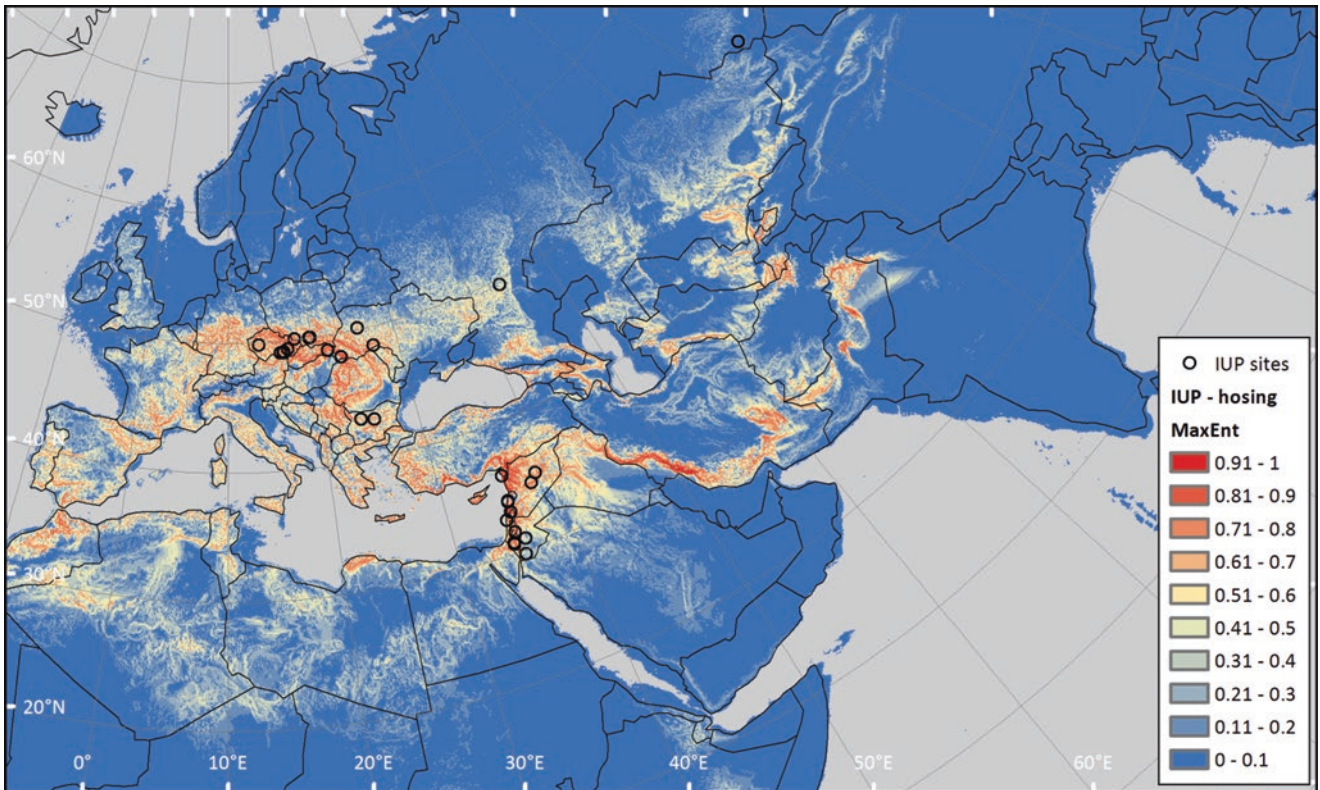 60°N
50°N
40°N
30°N
20°N
0°
10°E
20°E
30°E
40°E
50°E
60°E
IUP sites
IUP - hosing
MaxEnt
0.91 - 1
0.81 - 0.9
0.71 - 0.8
0.61 - 0.7
0.51 - 0.6
0.41 - 0.5
0.31 - 0.4
0.21 - 0.3
0.11 - 0.2
0 - 0.1